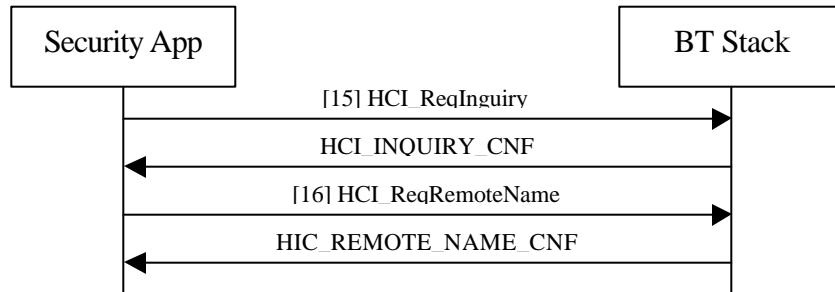 Security App
BT Stack
[15] HCI_ReqInquiry
HCI_INQUIRY_CNF
[16] HCI_ReqRemoteName
HIC_REMOTE_NAME_CNF